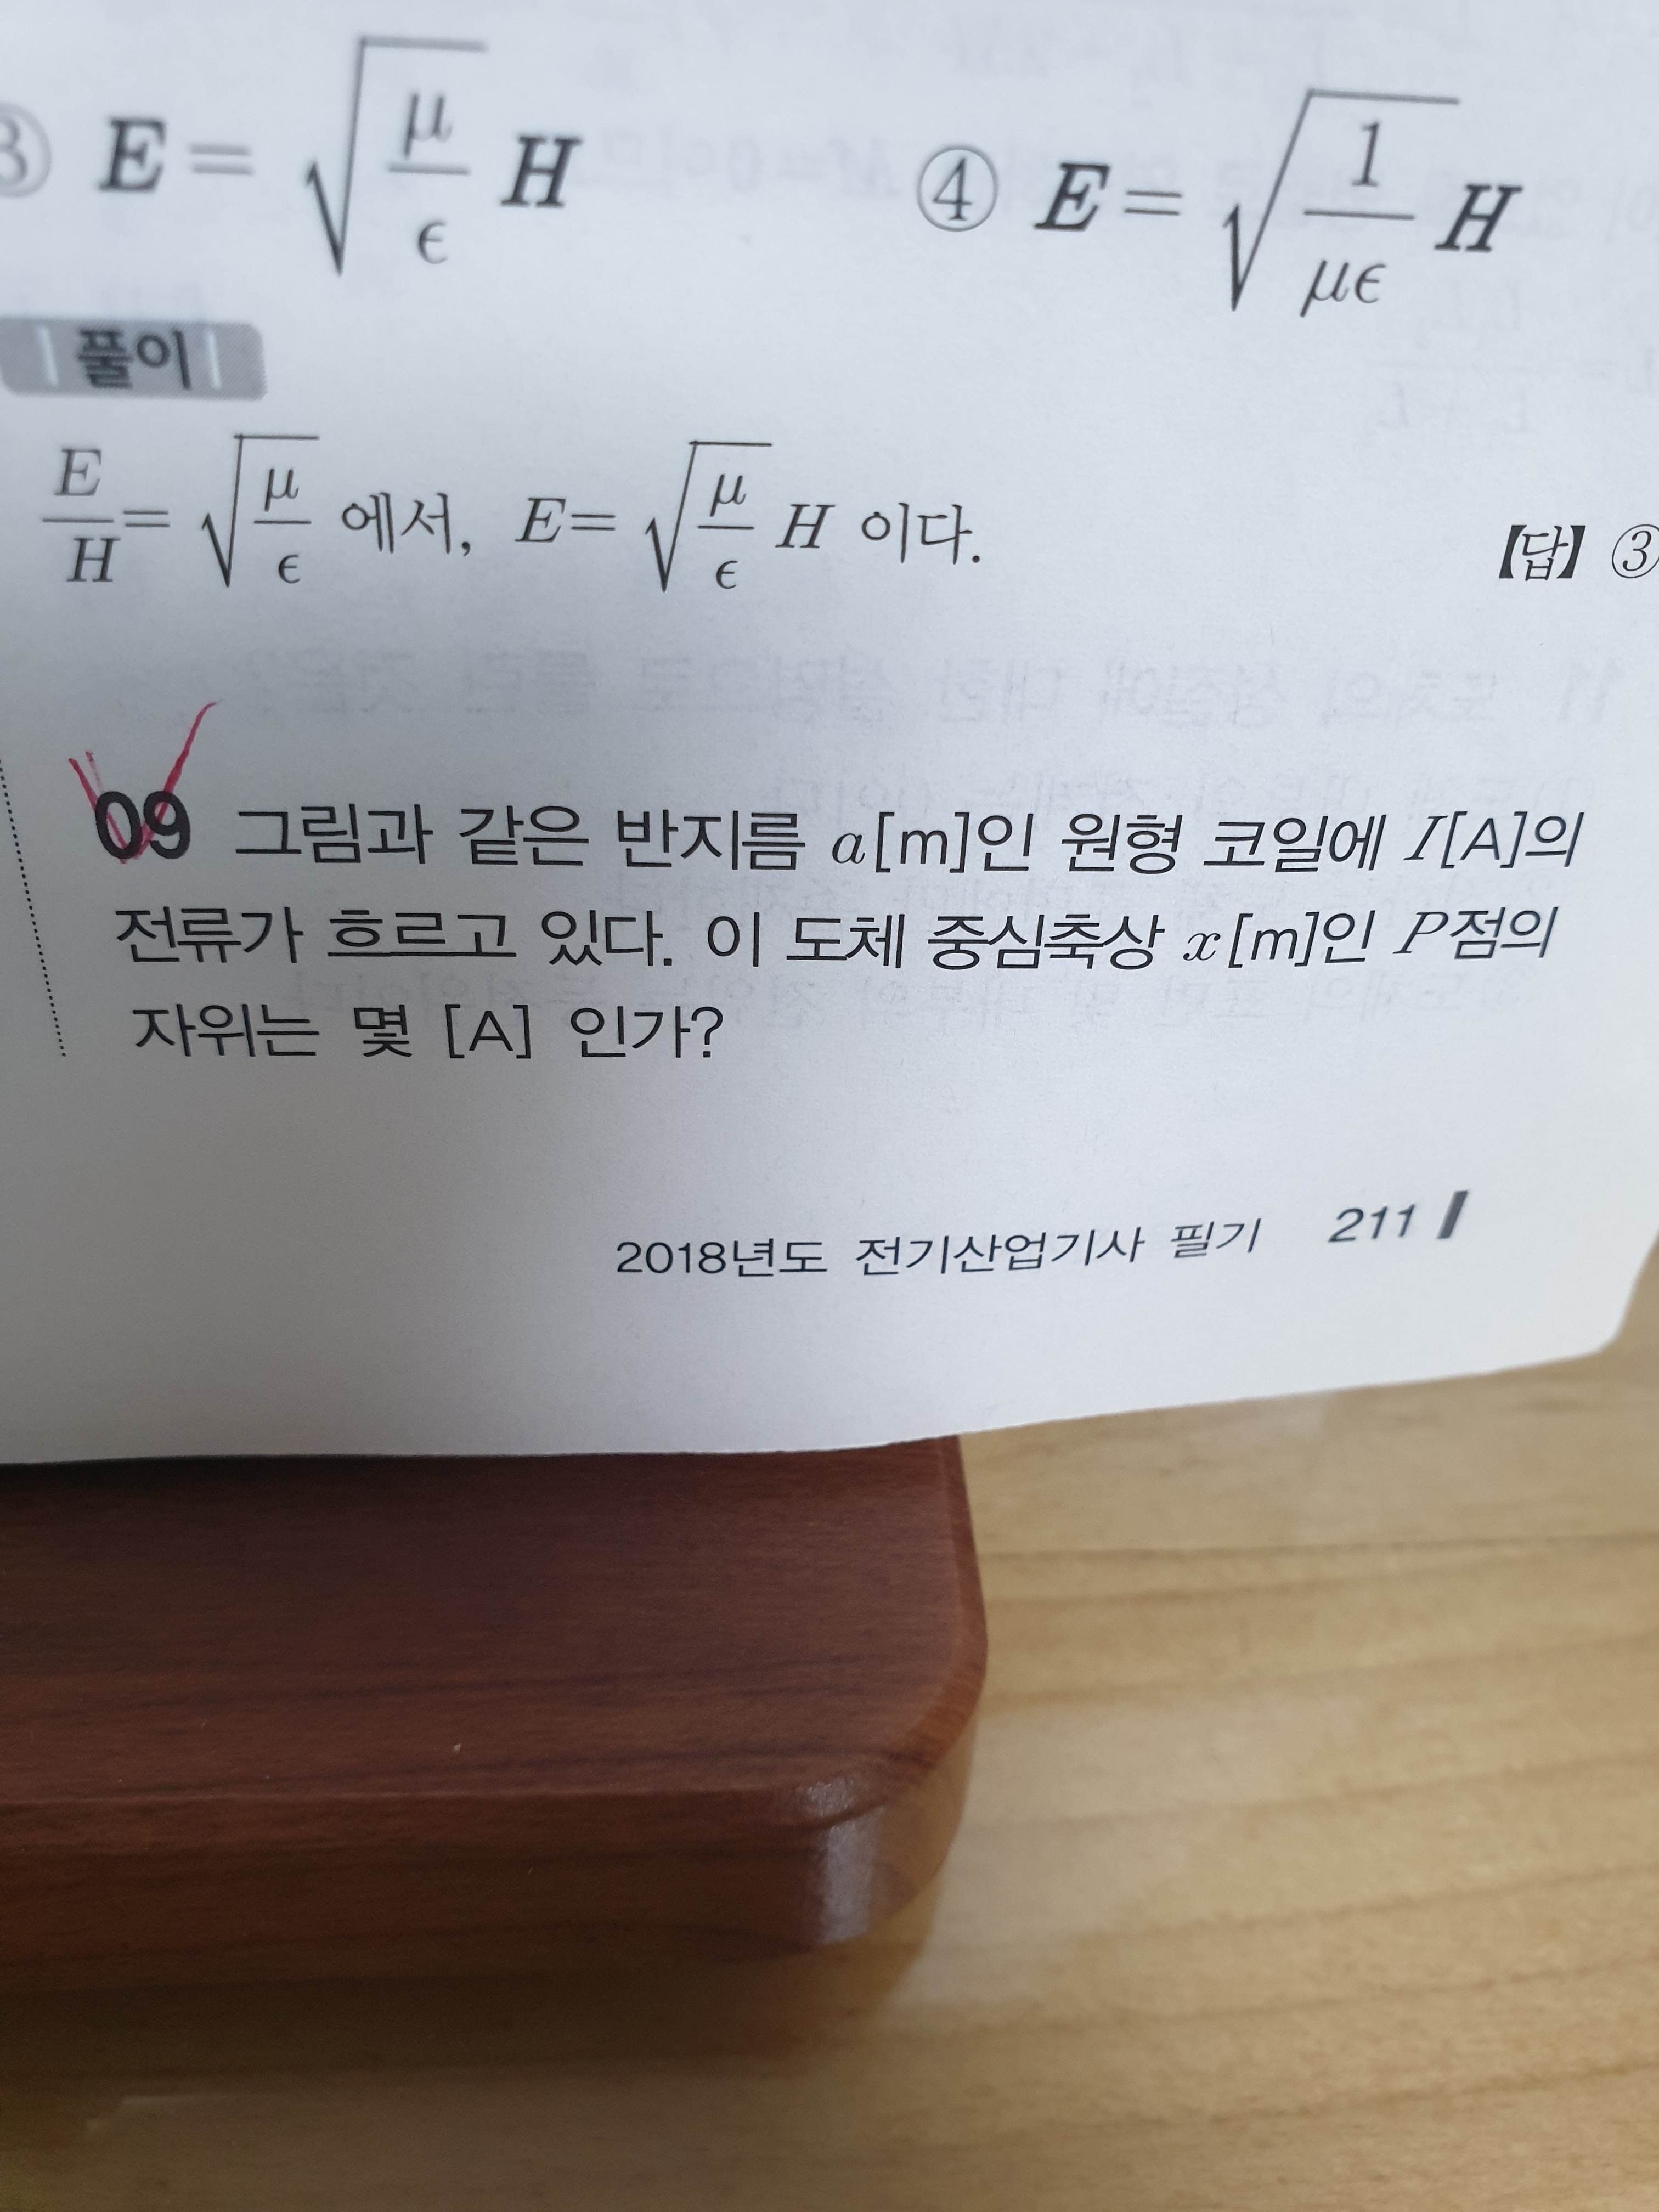 ③ E = √(μ/ϵ) H ④ E = √(1/μϵ) H
풀이
E/H = √(μ/ϵ) 에서, E = √(μ/ϵ) H 이다.
【답】 ③
09 그림과 같은 반지름 a[m]인 원형 코일에 I[A]의
전류가 흐르고 있다. 이 도체 중심축상 x[m]인 P점의
자위는 몇 [A] 인가?
2018년도 전기산업기사 필기 211